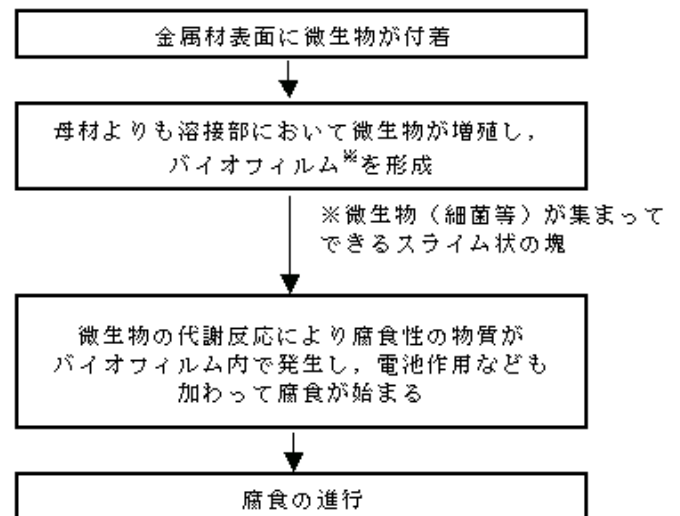 金属材表面に微生物が付着
母材よりも溶接部において微生物が増殖し，
バイオフィルム※を形成
※微生物（細菌等）が集まって
できるスライム状の塊
微生物の代謝反応により腐食性の物質が
バイオフィルム内で発生し，電池作用なども
加わって腐食が始まる
腐食の進行